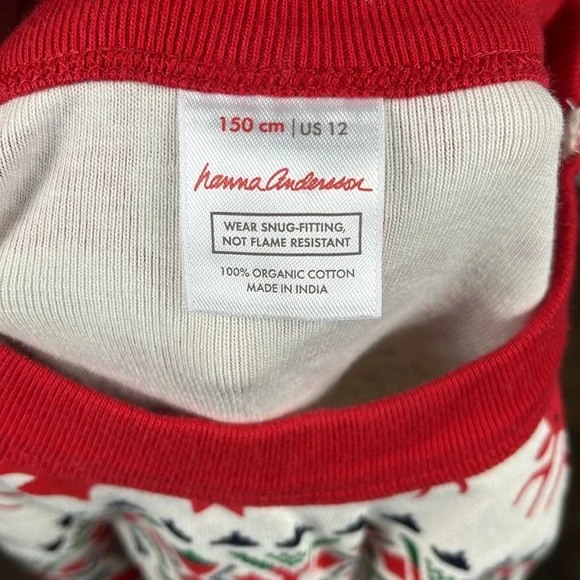 150 cm | US 12
hanna andersson
WEAR SNUG-FITTING,
NOT FLAME RESISTANT
100% ORGANIC COTTON
MADE IN INDIA